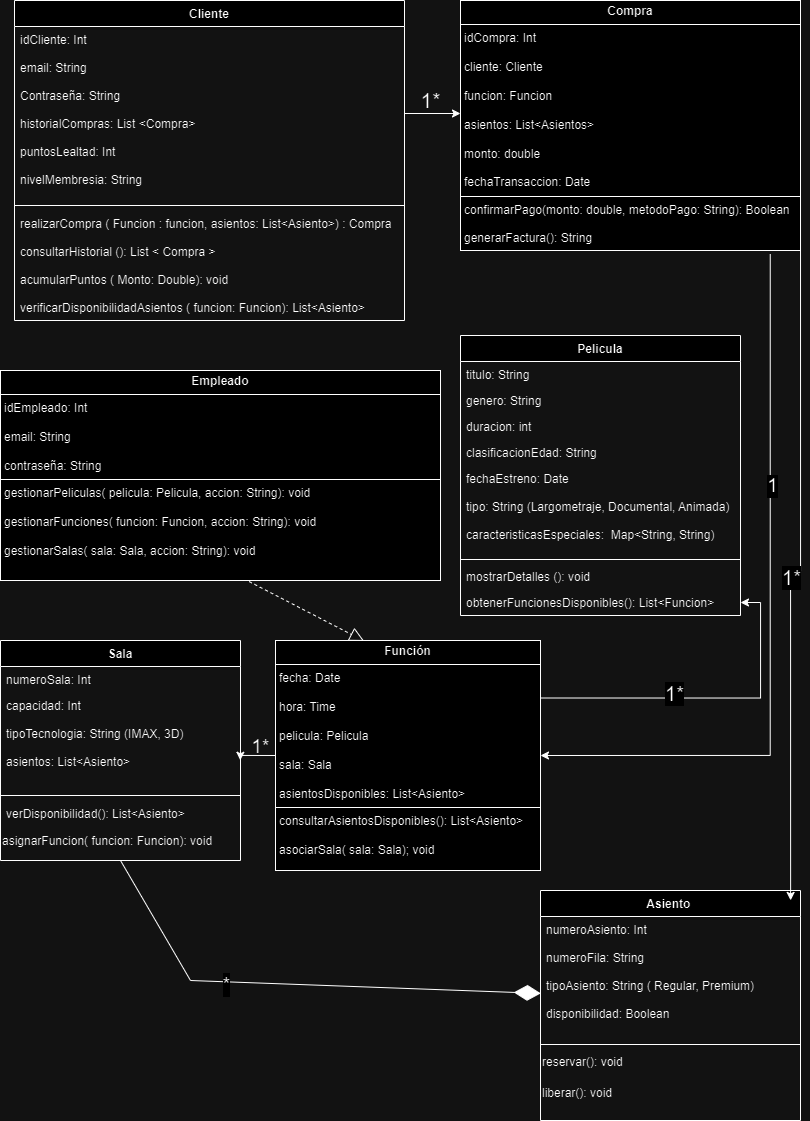 Cliente
idCliente: Int
email: String
Contraseña: String
historialCompras: List <Compra>
puntosLealtad: Int
nivelMembresia: String
realizarCompra ( Funcion : funcion, asientos: List<Asiento>) : Compra
consultarHistorial (): List < Compra >
acumularPuntos ( Monto: Double): void
verificarDisponibilidadAsientos ( funcion: Funcion): List<Asiento>
1*
Compra
idCompra: Int
cliente: Cliente
funcion: Funcion
asientos: List<Asientos>
monto: double
fechaTransaccion: Date
confirmarPago(monto: double, metodoPago: String): Boolean
generarFactura(): String
Pelicula
titulo: String
genero: String
duracion: int
clasificacionEdad: String
fechaEstreno: Date
tipo: String (Largometraje, Documental, Animada)
caracteristicasEspeciales:  Map<String, String)
mostrarDetalles (): void
obtenerFuncionesDisponibles(): List<Funcion>
1
1*
Empleado
idEmpleado: Int
email: String
contraseña: String
gestionarPeliculas( pelicula: Pelicula, accion: String): void
gestionarFunciones( funcion: Funcion, accion: String): void
gestionarSalas( sala: Sala, accion: String): void
Sala
numeroSala: Int
capacidad: Int
tipoTecnologia: String (IMAX, 3D)
asientos: List<Asiento>
verDisponibilidad(): List<Asiento>
asignarFuncion( funcion: Funcion): void
1*
Función
fecha: Date
hora: Time
pelicula: Pelicula
sala: Sala
asientosDisponibles: List<Asiento>
consultarAsientosDisponibles(): List<Asiento>
asociarSala( sala: Sala); void
1*
*
Asiento
numeroAsiento: Int
numeroFila: String
tipoAsiento: String ( Regular, Premium)
disponibilidad: Boolean
reservar(): void
liberar(): void